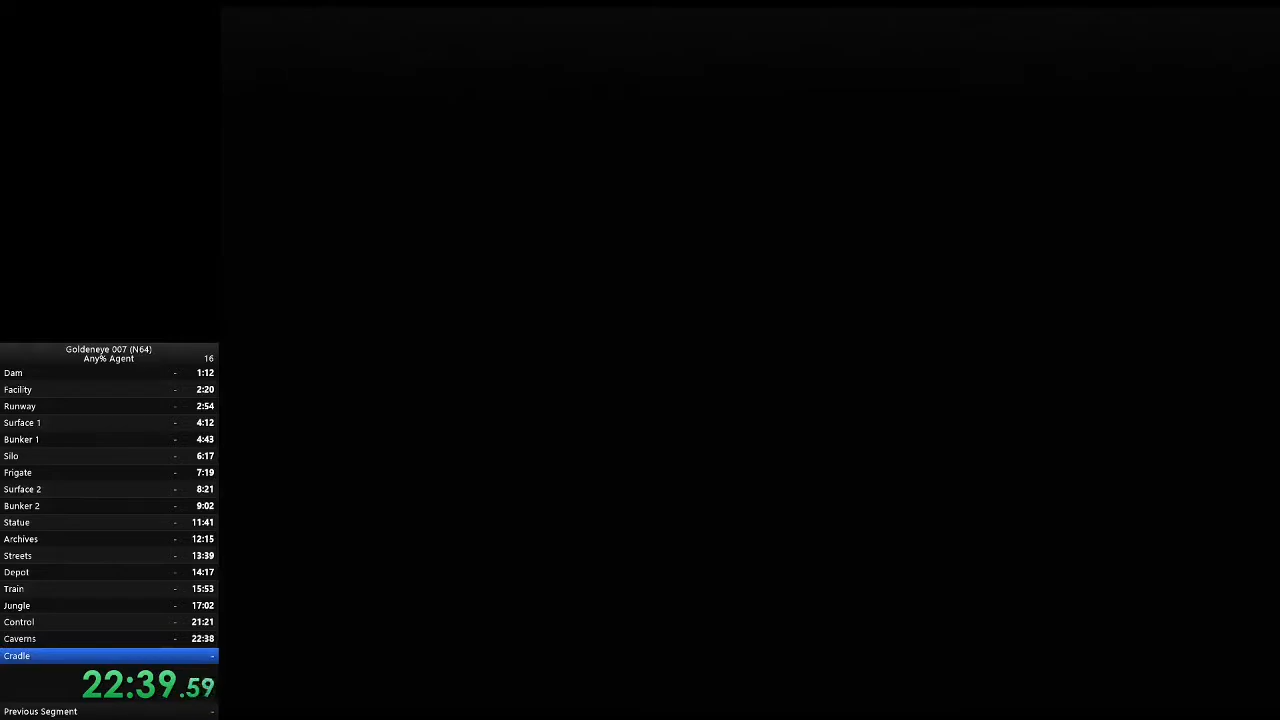 Goldeneye 007 (N64)
Any% Agent 16
Dam - 1:12
Facility - 2:20
Runway - 2:54
Surface 1 - 4:12
Bunker 1 - 4:43
Silo - 6:17
Frigate - 7:19
Surface 2 - 8:21
Bunker 2 - 9:02
Statue - 11:41
Archives - 12:15
Streets - 13:39
Depot - 14:17
Train - 15:53
Jungle - 17:02
Control - 21:21
Caverns - 22:38
Cradle -
22:39.59
Previous Segment -